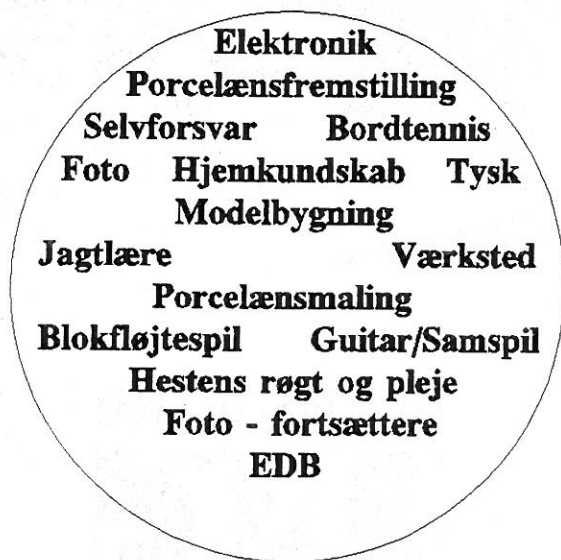 Elektronik
Porcelænsfremstilling
Selvforsvar Bordtennis
Foto Hjemkundskab Tysk
Modelbygning
Jagtlære Værksted
Porcelænsmaling
Blokfløjtespil Guitar/Samspil
Hestens røgt og pleje
Foto - fortsættere
EDB